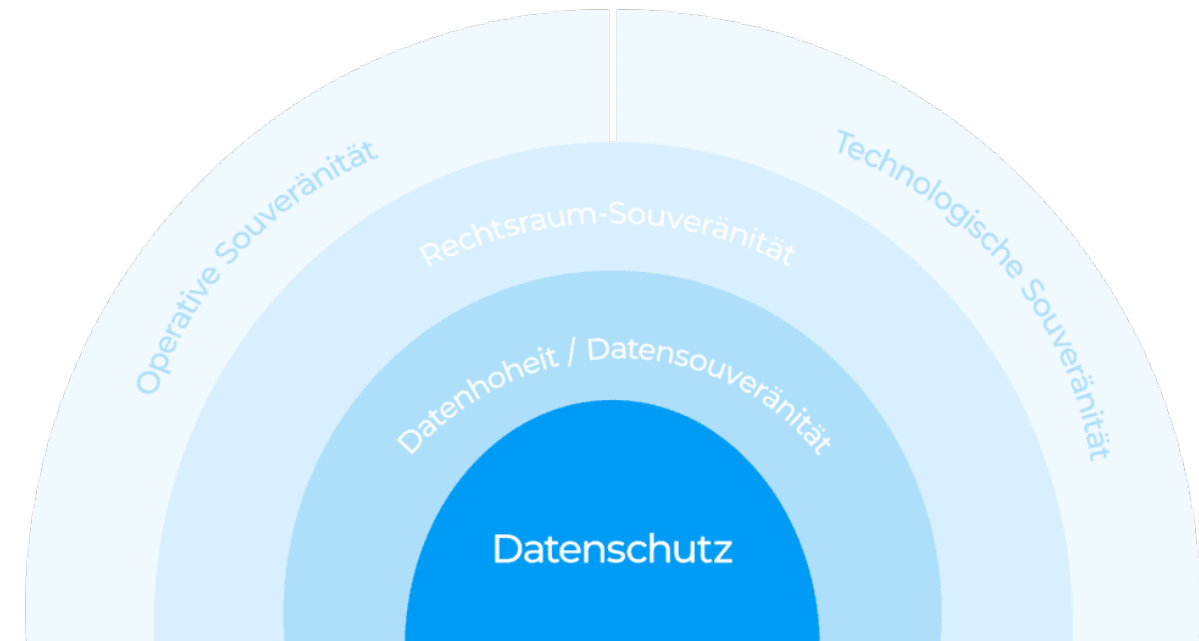 Operative Souveränität
Technologische Souveränität
Rechtsraum-Souveränität
Datenhoheit / Datensouveränität
Datenschutz